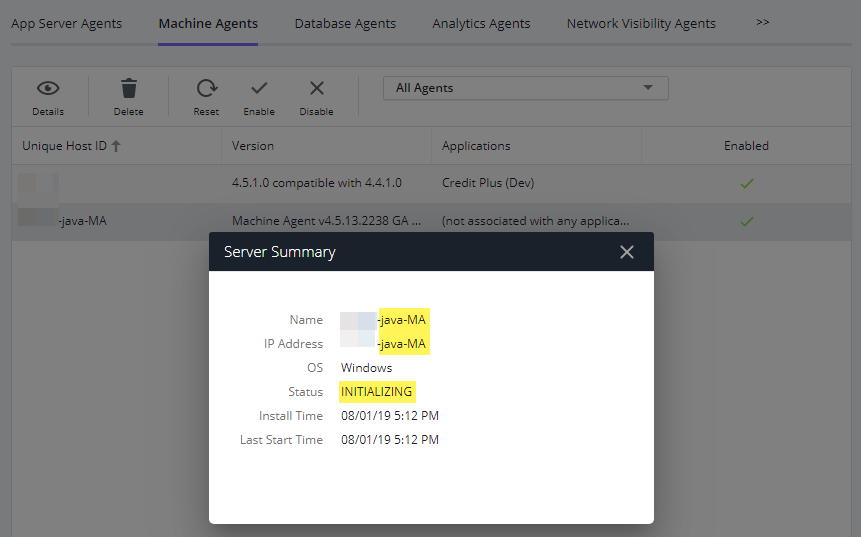 App Server Agents Machine Agents Database Agents Analytics Agents Network Visibility Agents >>
Details Delete Reset Enable Disable All Agents
Unique Host ID Version Applications Enabled
4.5.1.0 compatible with 4.4.1.0 Credit Plus (Dev)
-java-MA Machine Agent v4.5.13.2238 GA ... (not associated with any applica...
Server Summary
Name -java-MA
IP Address -java-MA
OS Windows
Status INITIALIZING
Install Time 08/01/19 5:12 PM
Last Start Time 08/01/19 5:12 PM